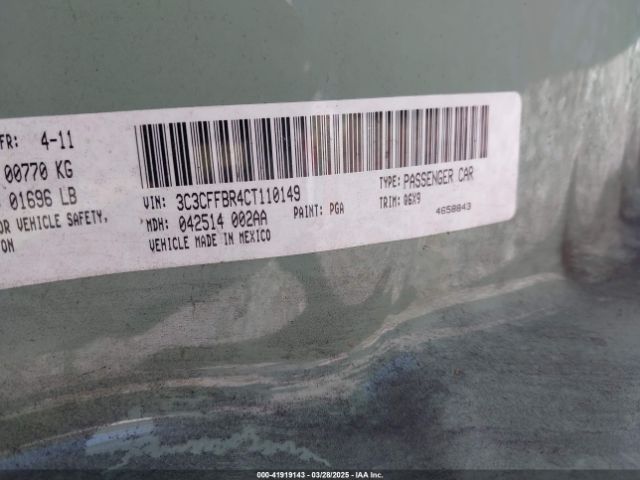 FR: 4-11
00770 KG
01696 LB
OR VEHICLE SAFETY,
ON
VIN: 3C3CFFBR4CT110149
TYPE: PASSENGER CAR
MDH: 042514 002AA
PAINT: PGA
TRIM: A6X9
VEHICLE MADE IN MEXICO
4658843
000-41919143 | 03/28/2025 - IAA Inc.